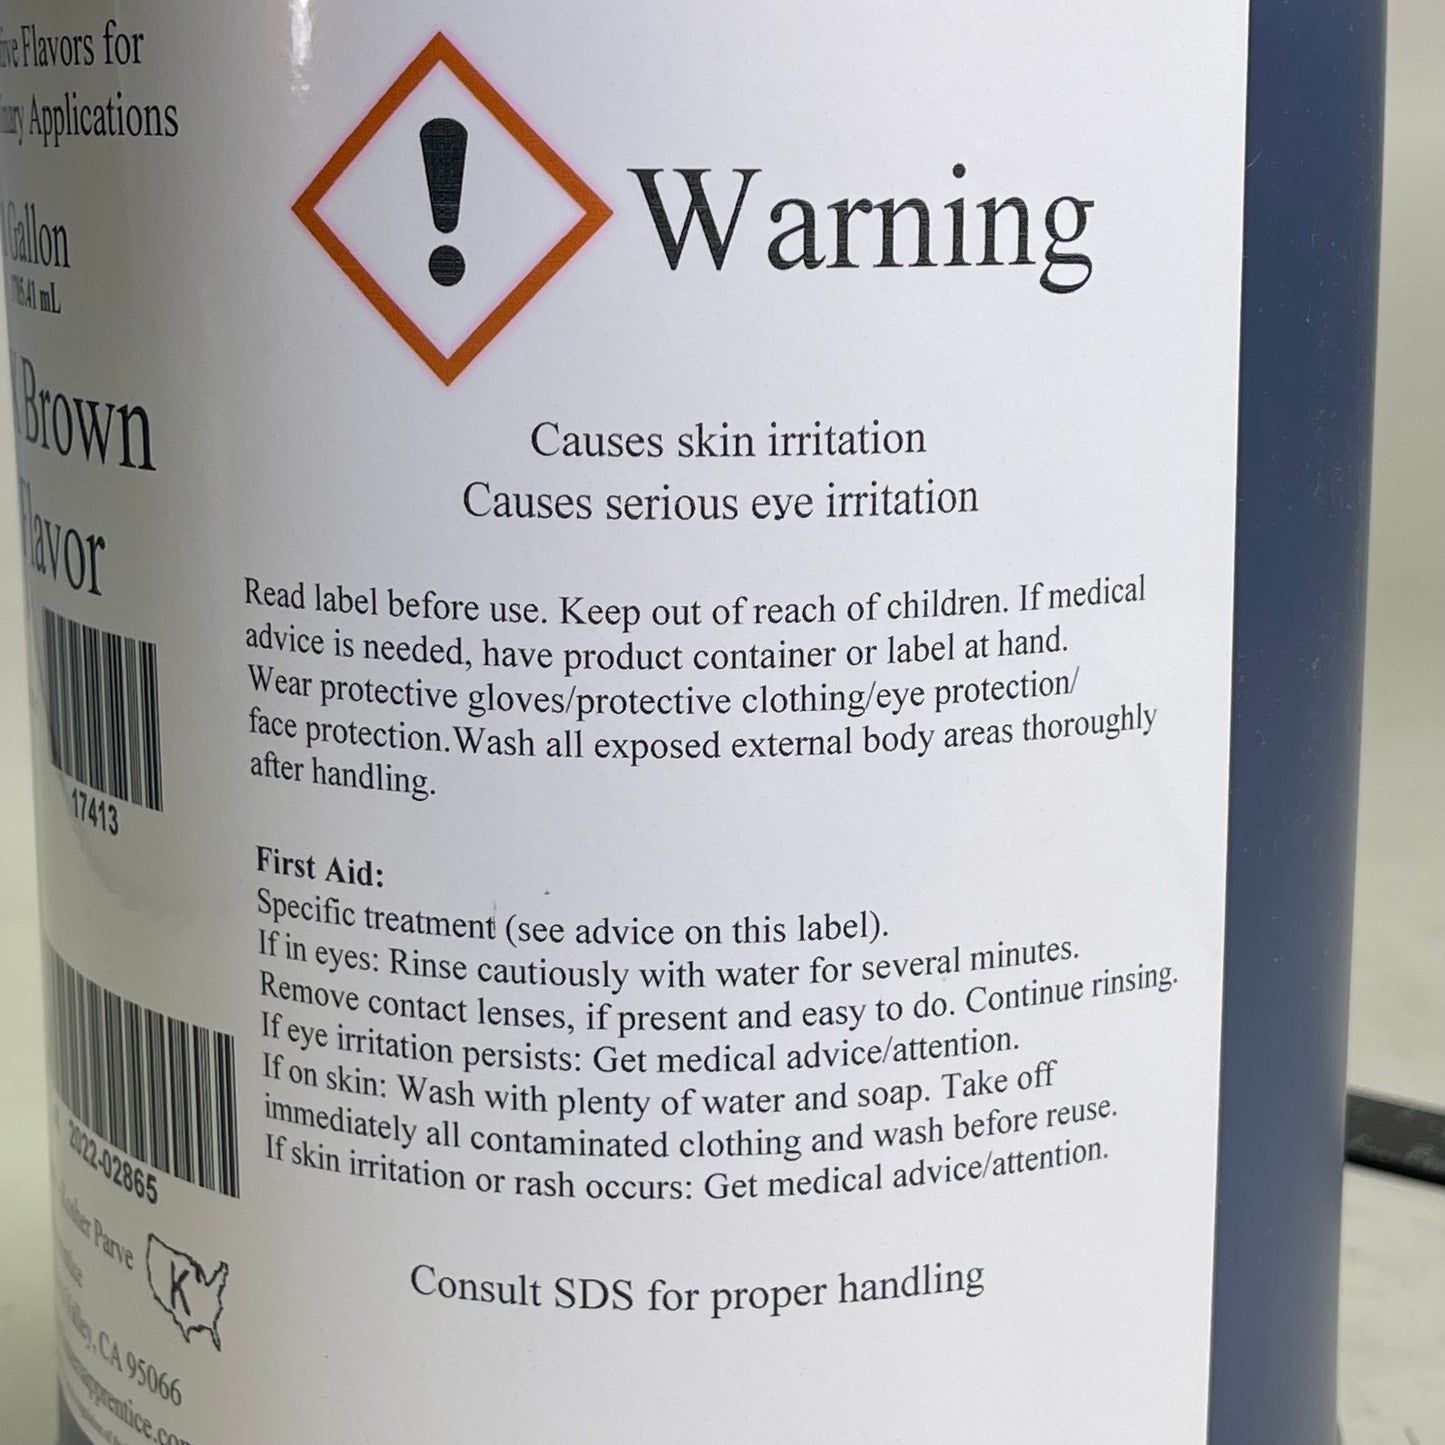 Flavors for
Applications
Gallon
mL
Brown
Flavor
17413
2022-02865
Parve
K
CA 95066
Warning
Causes skin irritation
Causes serious eye irritation
Read label before use. Keep out of reach of children. If medical
advice is needed, have product container or label at hand.
Wear protective gloves/protective clothing/eye protection/
face protection.Wash all exposed external body areas thoroughly
after handling.
First Aid:
Specific treatment (see advice on this label).
If in eyes: Rinse cautiously with water for several minutes.
Remove contact lenses, if present and easy to do. Continue rinsing.
If eye irritation persists: Get medical advice/attention.
If on skin: Wash with plenty of water and soap. Take off
immediately all contaminated clothing and wash before reuse.
If skin irritation or rash occurs: Get medical advice/attention.
Consult SDS for proper handling